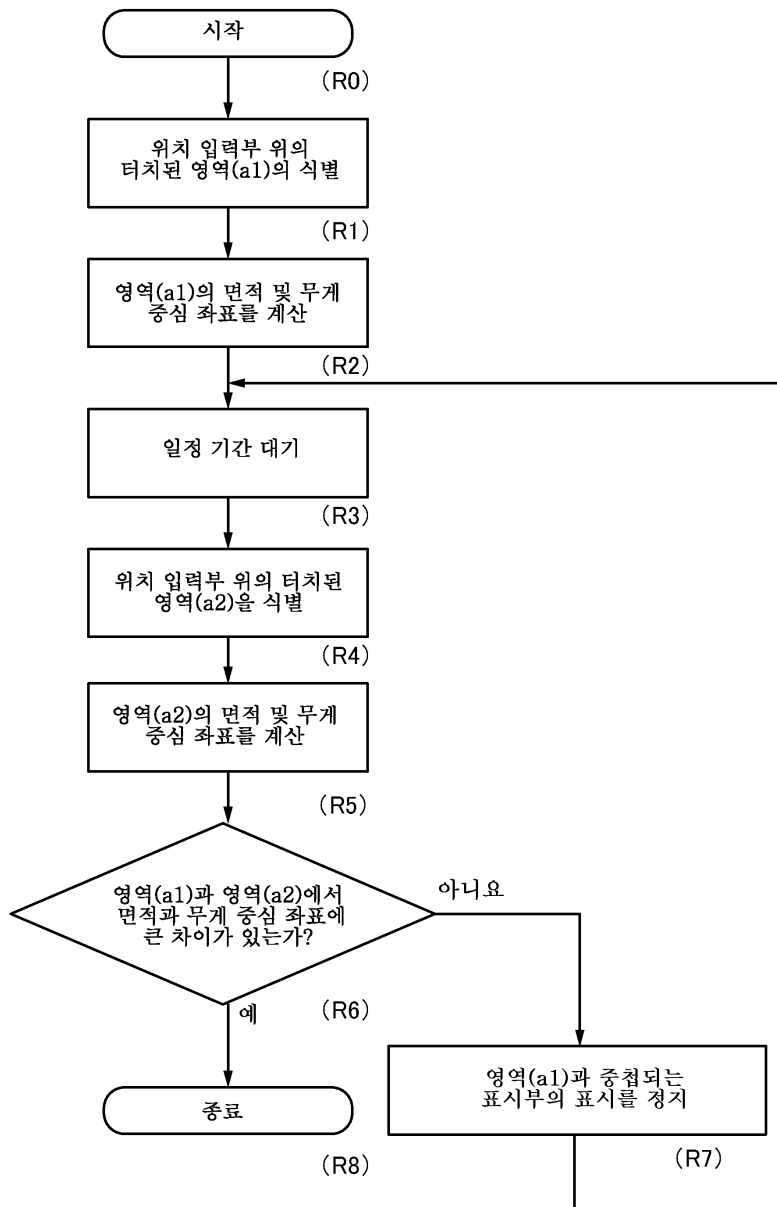 시작
(R0)
위치 입력부 위의
터치된 영역(a1)의 식별
(R1)
영역(a1)의 면적 및 무게
중심 좌표를 계산
(R2)
일정 기간 대기
(R3)
위치 입력부 위의 터치된
영역(a2)을 식별
(R4)
영역(a2)의 면적 및 무게
중심 좌표를 계산
(R5)
영역(a1)과 영역(a2)에서
면적과 무게 중심 좌표에
큰 차이가 있는가?
아니요
예
(R6)
영역(a1)과 중첩되는
표시부의 표시를 정지
(R7)
종료
(R8)